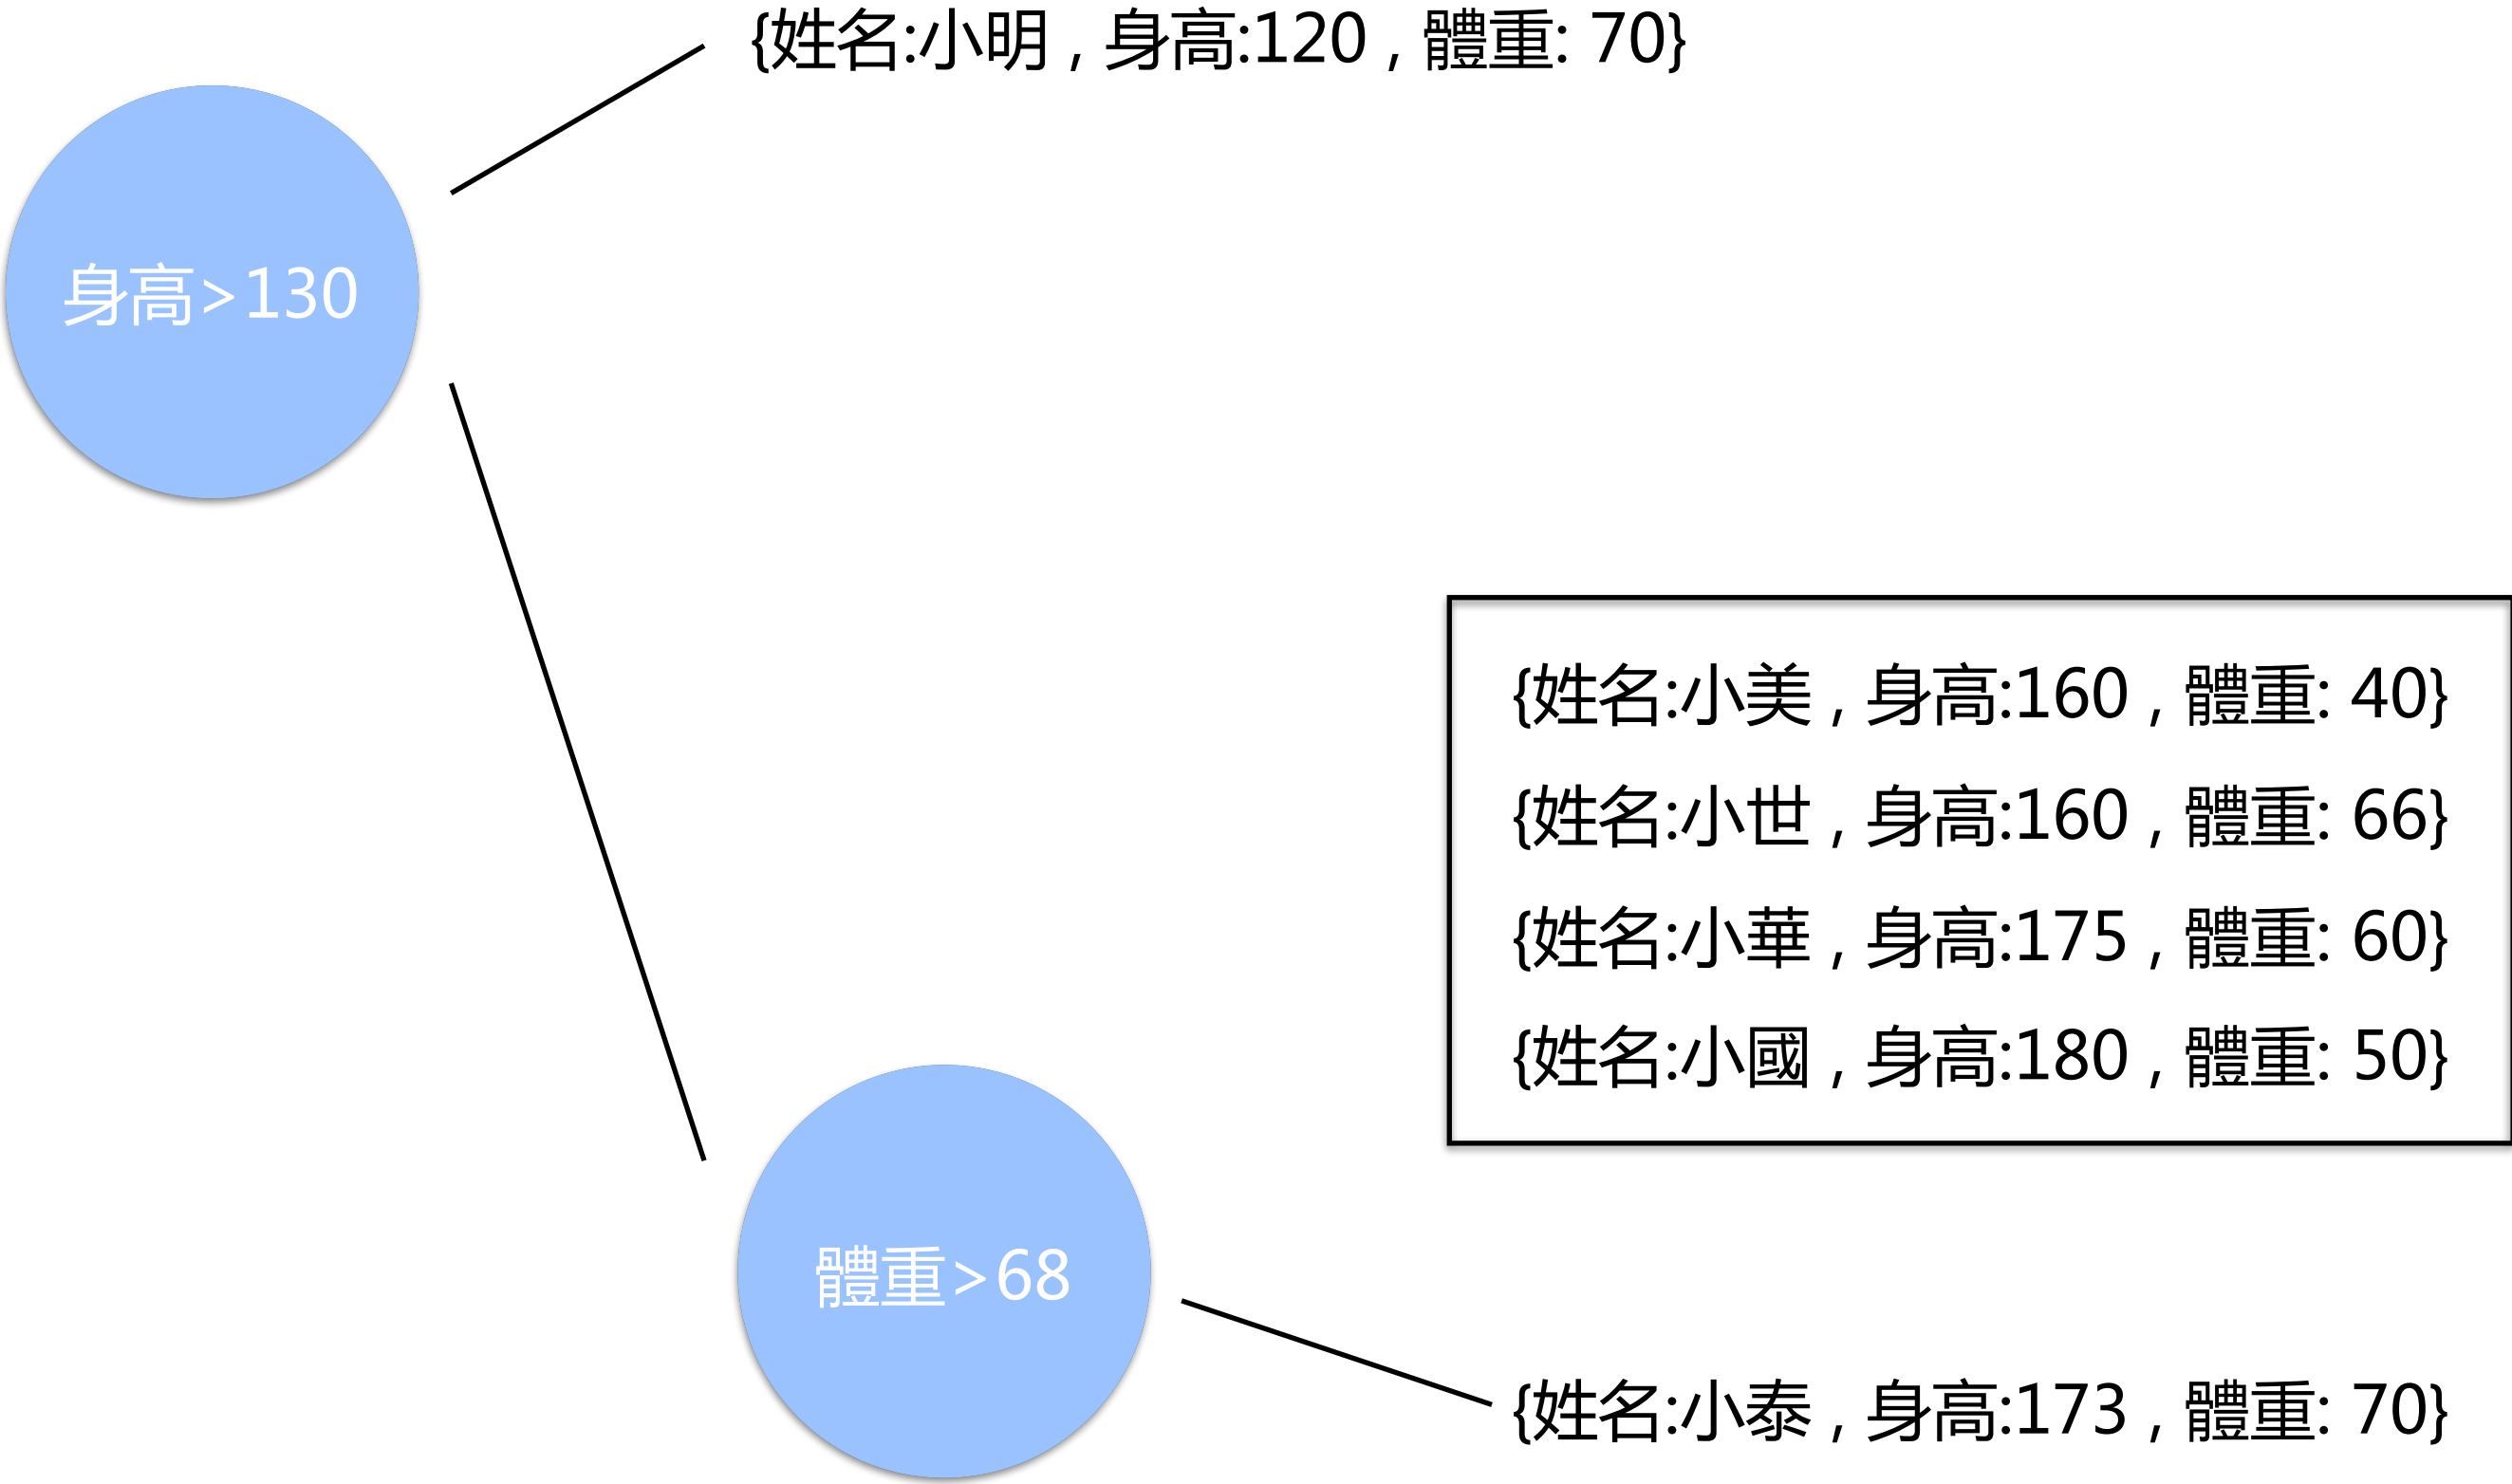 {姓名:小明 , 身高:120 , 體重: 70}
身高>130
{姓名:小美 , 身高:160 , 體重: 40}
{姓名:小世 , 身高:160 , 體重: 66}
{姓名:小華 , 身高:175 , 體重: 60}
{姓名:小國 , 身高:180 , 體重: 50}
體重>68
{姓名:小泰 , 身高:173 , 體重: 70}